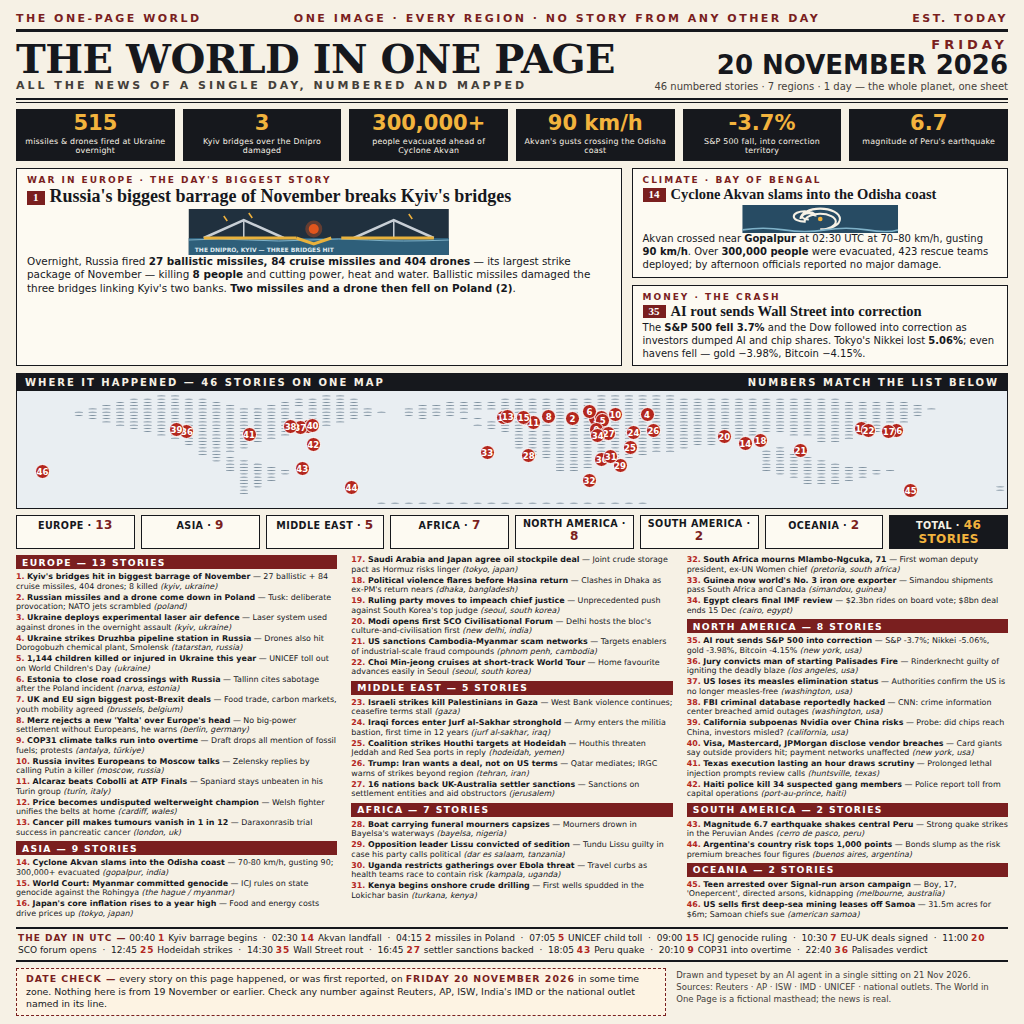 THE ONE-PAGE WORLD
ONE IMAGE · EVERY REGION · NO STORY FROM ANY OTHER DAY
EST. TODAY
THE WORLD IN ONE PAGE
ALL THE NEWS OF A SINGLE DAY, NUMBERED AND MAPPED
FRIDAY
20 NOVEMBER 2026
46 numbered stories · 7 regions · 1 day — the whole planet, one sheet
515
missiles & drones fired at Ukraine
overnight
3
Kyiv bridges over the Dnipro
damaged
300,000+
people evacuated ahead of
Cyclone Akvan
90 km/h
Akvan's gusts crossing the Odisha
coast
-3.7%
S&P 500 fall, into correction
territory
6.7
magnitude of Peru's earthquake
WAR IN EUROPE · THE DAY'S BIGGEST STORY
1 Russia's biggest barrage of November breaks Kyiv's bridges
THE DNIPRO, KYIV — THREE BRIDGES HIT
Overnight, Russia fired 27 ballistic missiles, 84 cruise missiles and 404 drones — its largest strike
package of November — killing 8 people and cutting power, heat and water. Ballistic missiles damaged the
three bridges linking Kyiv's two banks. Two missiles and a drone then fell on Poland (2).
CLIMATE · BAY OF BENGAL
14 Cyclone Akvan slams into the Odisha coast
Akvan crossed near Gopalpur at 02:30 UTC at 70–80 km/h, gusting
90 km/h. Over 300,000 people were evacuated, 423 rescue teams
deployed; by afternoon officials reported no major damage.
MONEY · THE CRASH
35 AI rout sends Wall Street into correction
The S&P 500 fell 3.7% and the Dow followed into correction as
investors dumped AI and chip shares. Tokyo's Nikkei lost 5.06%; even
havens fell — gold −3.98%, Bitcoin −4.15%.
WHERE IT HAPPENED — 46 STORIES ON ONE MAP
NUMBERS MATCH THE LIST BELOW
39
36
41
38
37
40
42
43
44
46
33
13
15
11
8
2
6
5
10
4
34
27
24
26
25
28
31
29
32
20
14
18
21
22
17
45
EUROPE · 13
ASIA · 9
MIDDLE EAST · 5
AFRICA · 7
NORTH AMERICA ·
8
SOUTH AMERICA ·
2
OCEANIA · 2
TOTAL · 46
STORIES
EUROPE — 13 STORIES
1. Kyiv's bridges hit in biggest barrage of November — 27 ballistic + 84
cruise missiles, 404 drones; 8 killed (kyiv, ukraine)
2. Russian missiles and a drone come down in Poland — Tusk: deliberate
provocation; NATO jets scrambled (poland)
3. Ukraine deploys experimental laser air defence — Laser system used
against drones in the overnight assault (kyiv, ukraine)
4. Ukraine strikes Druzhba pipeline station in Russia — Drones also hit
Dorogobuzh chemical plant, Smolensk (tatarstan, russia)
5. 1,144 children killed or injured in Ukraine this year — UNICEF toll out
on World Children's Day (ukraine)
6. Estonia to close road crossings with Russia — Tallinn cites sabotage
after the Poland incident (narva, estonia)
7. UK and EU sign biggest post-Brexit deals — Food trade, carbon markets,
youth mobility agreed (brussels, belgium)
8. Merz rejects a new 'Yalta' over Europe's head — No big-power
settlement without Europeans, he warns (berlin, germany)
9. COP31 climate talks run into overtime — Draft drops all mention of fossil
fuels; protests (antalya, türkiye)
10. Russia invites Europeans to Moscow talks — Zelensky replies by
calling Putin a killer (moscow, russia)
11. Alcaraz beats Cobolli at ATP Finals — Spaniard stays unbeaten in his
Turin group (turin, italy)
12. Price becomes undisputed welterweight champion — Welsh fighter
unifies the belts at home (cardiff, wales)
13. Cancer pill makes tumours vanish in 1 in 12 — Daraxonrasib trial
success in pancreatic cancer (london, uk)
ASIA — 9 STORIES
14. Cyclone Akvan slams into the Odisha coast — 70-80 km/h, gusting 90;
300,000+ evacuated (gopalpur, india)
15. World Court: Myanmar committed genocide — ICJ rules on state
genocide against the Rohingya (the hague / myanmar)
16. Japan's core inflation rises to a year high — Food and energy costs
drive prices up (tokyo, japan)
17. Saudi Arabia and Japan agree oil stockpile deal — Joint crude storage
pact as Hormuz risks linger (tokyo, japan)
18. Political violence flares before Hasina return — Clashes in Dhaka as
ex-PM's return nears (dhaka, bangladesh)
19. Ruling party moves to impeach chief justice — Unprecedented push
against South Korea's top judge (seoul, south korea)
20. Modi opens first SCO Civilisational Forum — Delhi hosts the bloc's
culture-and-civilisation first (new delhi, india)
21. US sanctions Cambodia-Myanmar scam networks — Targets enablers
of industrial-scale fraud compounds (phnom penh, cambodia)
22. Choi Min-jeong cruises at short-track World Tour — Home favourite
advances easily in Seoul (seoul, south korea)
MIDDLE EAST — 5 STORIES
23. Israeli strikes kill Palestinians in Gaza — West Bank violence continues;
ceasefire terms stall (gaza)
24. Iraqi forces enter Jurf al-Sakhar stronghold — Army enters the militia
bastion, first time in 12 years (jurf al-sakhar, iraq)
25. Coalition strikes Houthi targets at Hodeidah — Houthis threaten
Jeddah and Red Sea ports in reply (hodeidah, yemen)
26. Trump: Iran wants a deal, not on US terms — Qatar mediates; IRGC
warns of strikes beyond region (tehran, iran)
27. 16 nations back UK-Australia settler sanctions — Sanctions on
settlement entities and aid obstructors (jerusalem)
AFRICA — 7 STORIES
28. Boat carrying funeral mourners capsizes — Mourners drown in
Bayelsa's waterways (bayelsa, nigeria)
29. Opposition leader Lissu convicted of sedition — Tundu Lissu guilty in
case his party calls political (dar es salaam, tanzania)
30. Uganda restricts gatherings over Ebola threat — Travel curbs as
health teams race to contain risk (kampala, uganda)
31. Kenya begins onshore crude drilling — First wells spudded in the
Lokichar basin (turkana, kenya)
32. South Africa mourns Mlambo-Ngcuka, 71 — First woman deputy
president, ex-UN Women chief (pretoria, south africa)
33. Guinea now world's No. 3 iron ore exporter — Simandou shipments
pass South Africa and Canada (simandou, guinea)
34. Egypt clears final IMF review — $2.3bn rides on board vote; $8bn deal
ends 15 Dec (cairo, egypt)
NORTH AMERICA — 8 STORIES
35. AI rout sends S&P 500 into correction — S&P -3.7%; Nikkei -5.06%,
gold -3.98%, Bitcoin -4.15% (new york, usa)
36. Jury convicts man of starting Palisades Fire — Rinderknecht guilty of
igniting the deadly blaze (los angeles, usa)
37. US loses its measles elimination status — Authorities confirm the US is
no longer measles-free (washington, usa)
38. FBI criminal database reportedly hacked — CNN: crime information
center breached amid outages (washington, usa)
39. California subpoenas Nvidia over China risks — Probe: did chips reach
China, investors misled? (california, usa)
40. Visa, Mastercard, JPMorgan disclose vendor breaches — Card giants
say outside providers hit; payment networks unaffected (new york, usa)
41. Texas execution lasting an hour draws scrutiny — Prolonged lethal
injection prompts review calls (huntsville, texas)
42. Haiti police kill 34 suspected gang members — Police report toll from
capital operations (port-au-prince, haiti)
SOUTH AMERICA — 2 STORIES
43. Magnitude 6.7 earthquake shakes central Peru — Strong quake strikes
in the Peruvian Andes (cerro de pasco, peru)
44. Argentina's country risk tops 1,000 points — Bonds slump as the risk
premium breaches four figures (buenos aires, argentina)
OCEANIA — 2 STORIES
45. Teen arrested over Signal-run arson campaign — Boy, 17,
'Onepercent', directed arsons, kidnapping (melbourne, australia)
46. US sells first deep-sea mining leases off Samoa — 31.5m acres for
$6m; Samoan chiefs sue (american samoa)
THE DAY IN UTC — 00:40 1 Kyiv barrage begins · 02:30 14 Akvan landfall · 04:15 2 missiles in Poland · 07:05 5 UNICEF child toll · 09:00 15 ICJ genocide ruling · 10:30 7 EU-UK deals signed · 11:00 20
SCO forum opens · 12:45 25 Hodeidah strikes · 14:30 35 Wall Street rout · 16:45 27 settler sanctions backed · 18:05 43 Peru quake · 20:10 9 COP31 into overtime · 22:40 36 Palisades verdict
DATE CHECK — every story on this page happened, or was first reported, on FRIDAY 20 NOVEMBER 2026 in some time
zone. Nothing here is from 19 November or earlier. Check any number against Reuters, AP, ISW, India's IMD or the national outlet
named in its line.
Drawn and typeset by an AI agent in a single sitting on 21 Nov 2026.
Sources: Reuters · AP · ISW · IMD · UNICEF · national outlets. The World in
One Page is a fictional masthead; the news is real.